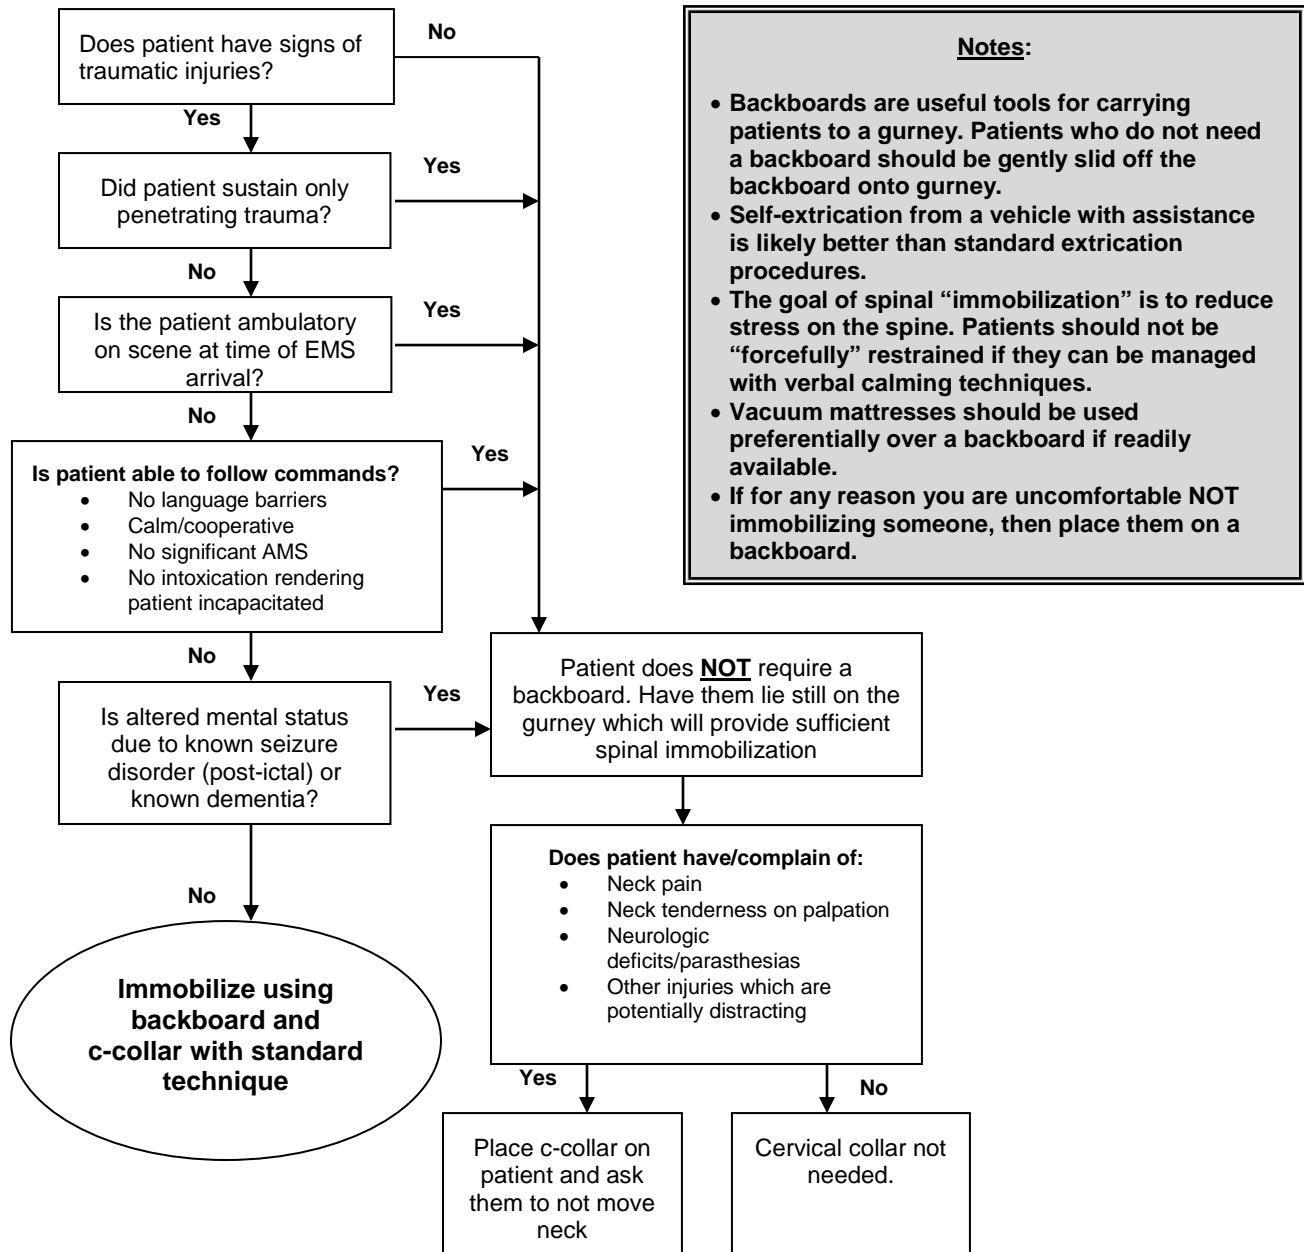 Does patient have signs of
traumatic injuries?
No
Yes
Did patient sustain only
penetrating trauma?
Yes
No
Is the patient ambulatory
on scene at time of EMS
arrival?
Yes
No
Is patient able to follow commands?
• No language barriers
• Calm/cooperative
• No significant AMS
• No intoxication rendering
patient incapacitated
Yes
No
Is altered mental status
due to known seizure
disorder (post-ictal) or
known dementia?
Yes
No
Immobilize using
backboard and
c-collar with standard
technique
Patient does NOT require a
backboard. Have them lie still on the
gurney which will provide sufficient
spinal immobilization
Does patient have/complain of:
• Neck pain
• Neck tenderness on palpation
• Neurologic
deficits/parasthesias
• Other injuries which are
potentially distracting
Yes
No
Place c-collar on
patient and ask
them to not move
neck
Cervical collar not
needed.
Notes:
• Backboards are useful tools for carrying
patients to a gurney. Patients who do not need
a backboard should be gently slid off the
backboard onto gurney.
• Self-extrication from a vehicle with assistance
is likely better than standard extrication
procedures.
• The goal of spinal “immobilization” is to reduce
stress on the spine. Patients should not be
“forcefully” restrained if they can be managed
with verbal calming techniques.
• Vacuum mattresses should be used
preferentially over a backboard if readily
available.
• If for any reason you are uncomfortable NOT
immobilizing someone, then place them on a
backboard.